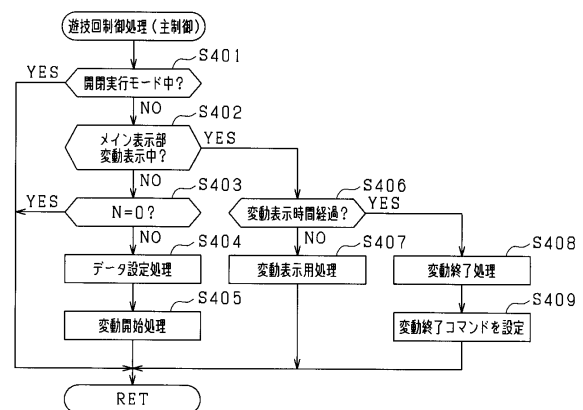 遊技回制御処理(主制御)
S401
YES
開閉実行モード中?
NO
S402
メイン表示部
変動表示中?
YES
NO
S403
YES
N=0?
NO
S406
変動表示時間経過?
YES
NO
S404
データ設定処理
S407
変動表示用処理
S408
変動終了処理
S405
変動開始処理
S409
変動終了コマンドを設定
RET